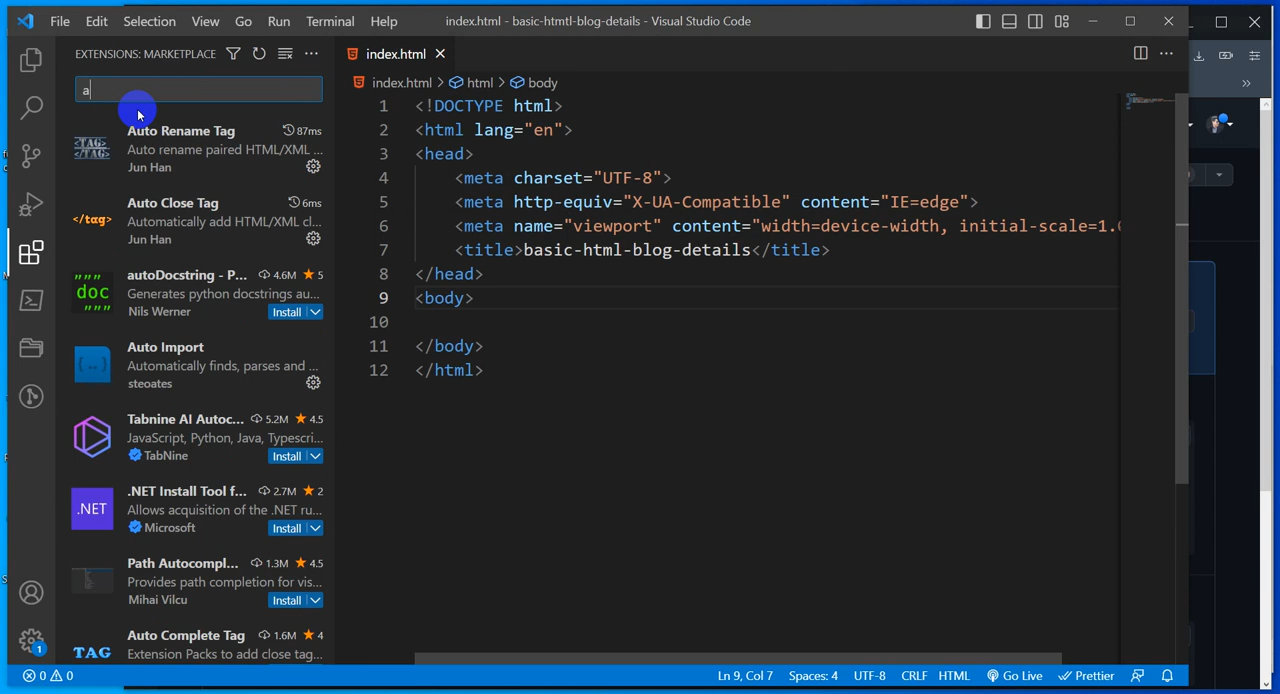 File Edit Selection View Go Run Terminal Help
index.html - basic-htmtl-blog-details - Visual Studio Code
EXTENSIONS: MARKETPLACE
a
<TAG>
</TAG>
Auto Rename Tag 87ms
Auto rename paired HTML/XML ...
Jun Han
</tag>
Auto Close Tag 6ms
Automatically add HTML/XML cl...
Jun Han
"""
doc
"""
autoDocstring - P... 4.6M 5
Generates python docstrings au...
Nils Werner Install
{..}
Auto Import
Automatically finds, parses and ...
steoates
Tabnine AI Autoc... 5.2M 4.5
JavaScript, Python, Java, Typescri...
TabNine Install
.NET
.NET Install Tool f... 2.7M 2
Allows acquisition of the .NET ru...
Microsoft Install
Path Autocompl... 1.3M 4.5
Provides path completion for vis...
Mihai Vilcu Install
TAG
Auto Complete Tag 1.6M 4
Extension Packs to add close tag...
index.html
index.html > html > body
1 <!DOCTYPE html>
2 <html lang="en">
3 <head>
4 <meta charset="UTF-8">
5 <meta http-equiv="X-UA-Compatible" content="IE=edge">
6 <meta name="viewport" content="width=device-width, initial-scale=1.0
7 <title>basic-html-blog-details</title>
8 </head>
9 <body>
10
11 </body>
12 </html>
1
0 0
Ln 9, Col 7 Spaces: 4 UTF-8 CRLF HTML Go Live Prettier